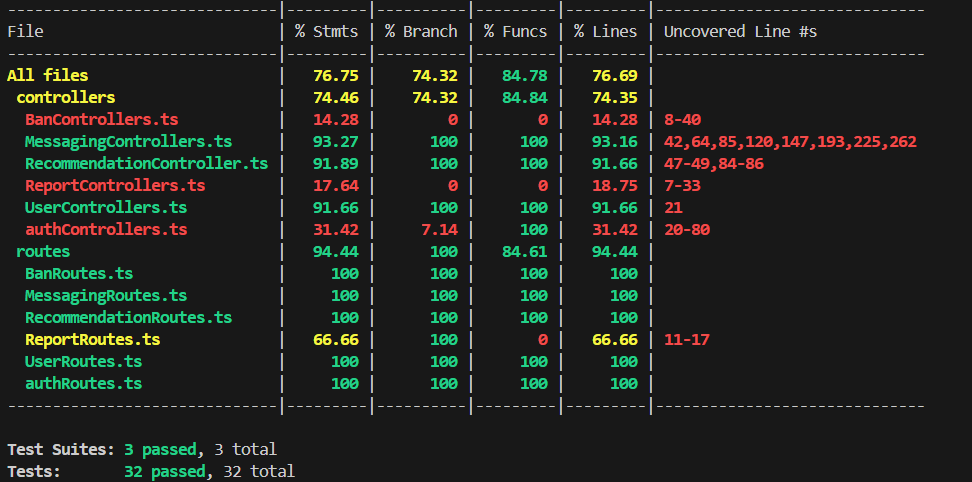 ------------------------------|---------|----------|---------|---------|------------------------------
File                          | % Stmts | % Branch | % Funcs | % Lines | Uncovered Line #s
------------------------------|---------|----------|---------|---------|------------------------------
All files                     |   76.75 |    74.32 |   84.78 |   76.69 |
 controllers                  |   74.46 |    74.32 |   84.84 |   74.35 |
  BanControllers.ts           |   14.28 |        0 |       0 |   14.28 | 8-40
  MessagingControllers.ts     |   93.27 |      100 |     100 |   93.16 | 42,64,85,120,147,193,225,262
  RecommendationController.ts |   91.89 |      100 |     100 |   91.66 | 47-49,84-86
  ReportControllers.ts        |   17.64 |        0 |       0 |   18.75 | 7-33
  UserControllers.ts          |   91.66 |      100 |     100 |   91.66 | 21
  authControllers.ts          |   31.42 |     7.14 |     100 |   31.42 | 20-80
 routes                       |   94.44 |      100 |   84.61 |   94.44 |
  BanRoutes.ts                |     100 |      100 |     100 |     100 |
  MessagingRoutes.ts          |     100 |      100 |     100 |     100 |
  RecommendationRoutes.ts     |     100 |      100 |     100 |     100 |
  ReportRoutes.ts             |   66.66 |      100 |       0 |   66.66 | 11-17
  UserRoutes.ts               |     100 |      100 |     100 |     100 |
  authRoutes.ts               |     100 |      100 |     100 |     100 |
------------------------------|---------|----------|---------|---------|------------------------------
Test Suites: 3 passed, 3 total
Tests:       32 passed, 32 total